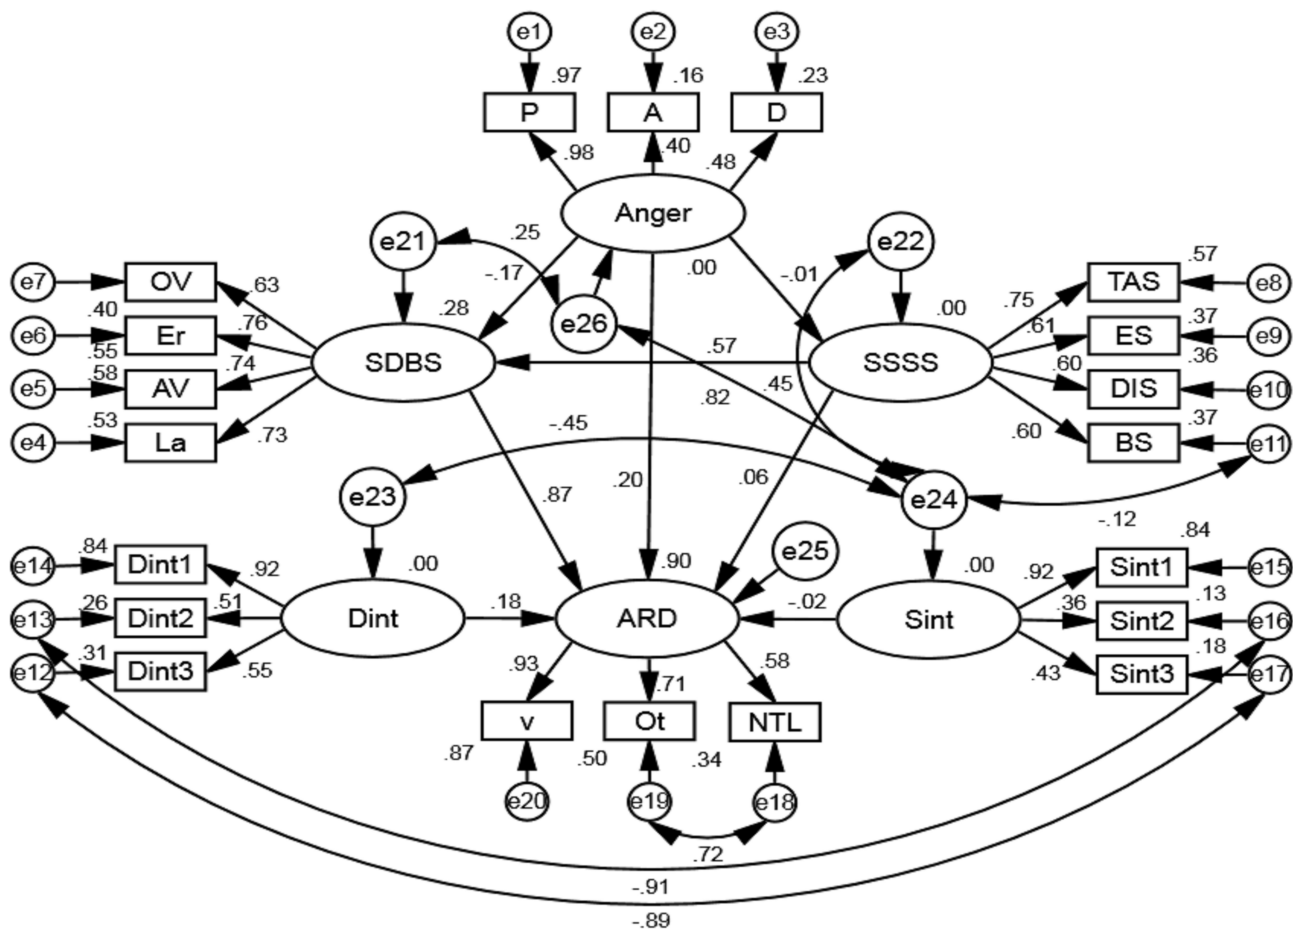 e1 e2 e3
.97 .16 .23
P A D
.98 .40 .48
Anger
e21 .25 e22
-.17 .00 -.01 .57
e7 OV .63 TAS e8
.40 .76 .28 e26 .00 .75 .37
e6 Er .61 ES e9
.55 .74 SDBS .57 SSSS .60 .36
e5 .58 AV .82 .45 DIS e10
.53 .73 .60 .37
e4 La -.45 BS e11
e23 .87 .20 .06 e24 -.12
.84 e25 .84
e14 Dint1 .92 .00 .90 .00 .92 Sint1 e15
.26 .51 .18 -.02 .36 .13
e13 Dint2 Dint ARD Sint Sint2 e16
.31 .55 .43 .18
e12 Dint3 .93 .71 .58 Sint3 e17
v Ot NTL
.87 .50 .34
e20 e19 e18
.72
-.91
-.89